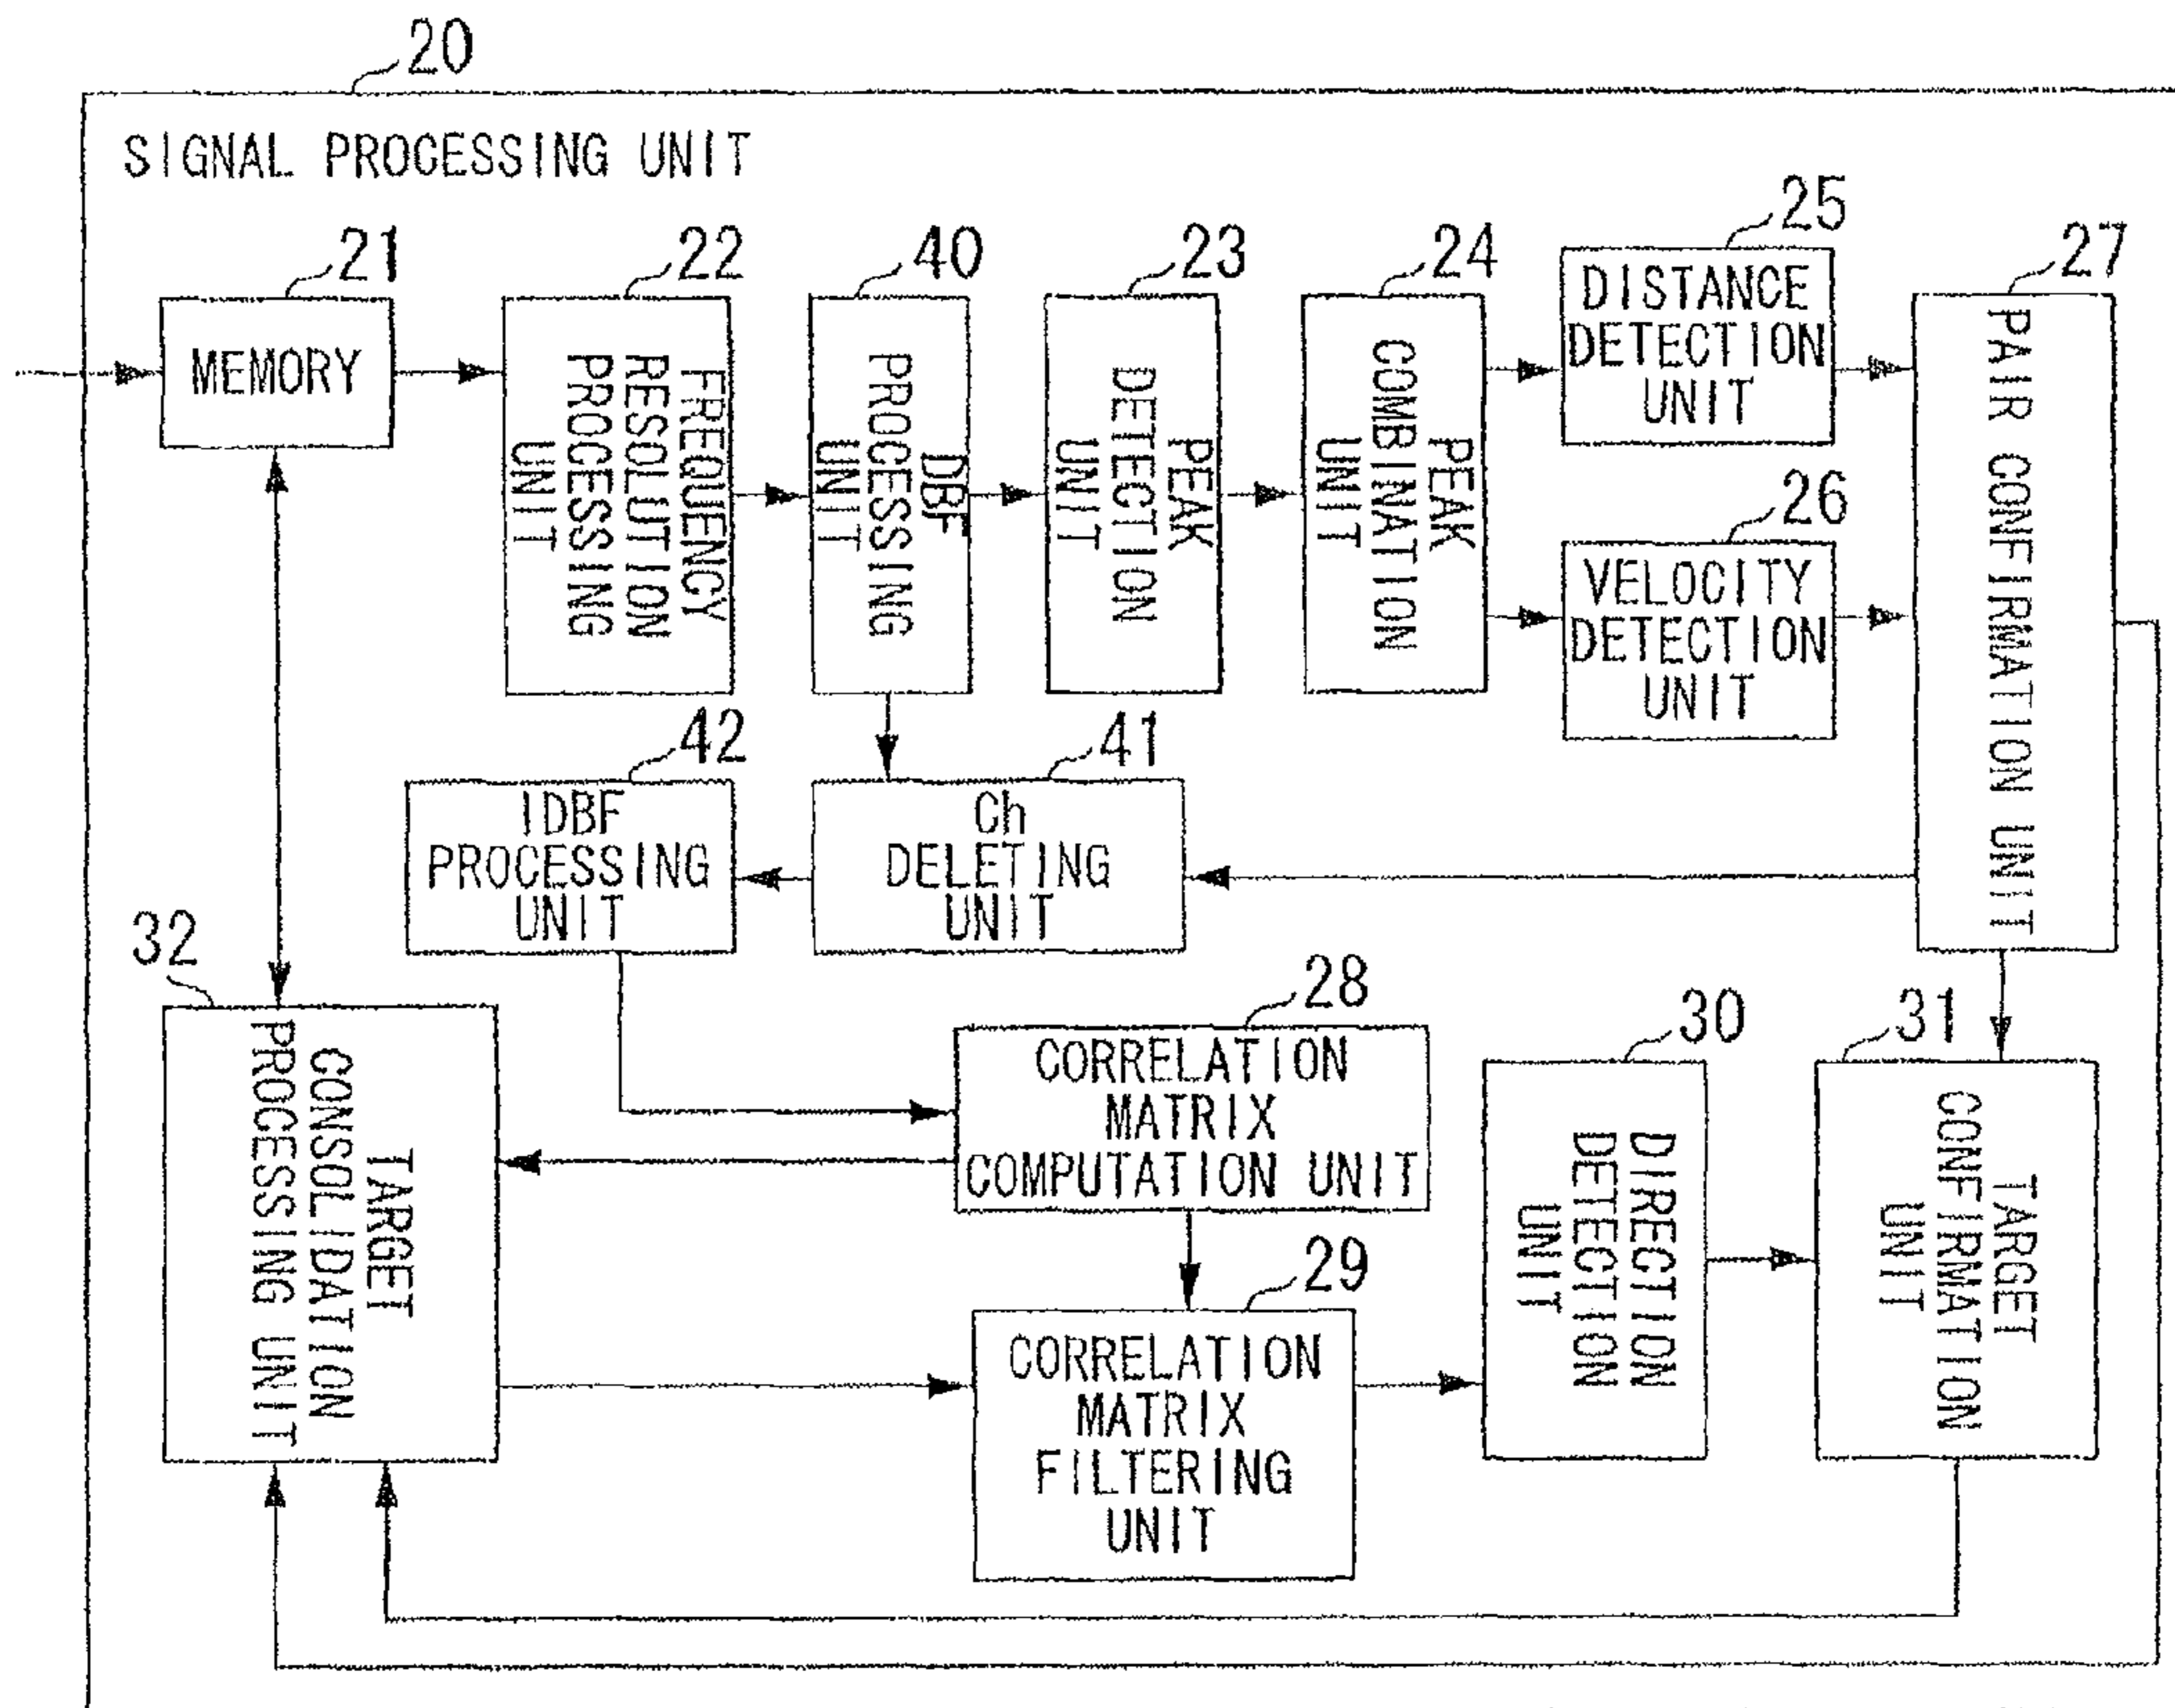 20
SIGNAL PROCESSING UNIT
21
MEMORY
22
FREQUENCY
RESOLUTION
PROCESSING
UNIT
40
DBF
PROCESSING
UNIT
23
PEAK
DETECTION
UNIT
24
PEAK
COMBINATION
UNIT
25
DISTANCE
DETECTION
UNIT
26
VELOCITY
DETECTION
UNIT
27
PAIR CONFIRMATION UNIT
42
IDBF
PROCESSING
UNIT
41
Ch
DELETING
UNIT
32
TARGET
CONSOLIDATION
PROCESSING UNIT
28
CORRELATION
MATRIX
COMPUTATION UNIT
29
CORRELATION
MATRIX
FILTERING
UNIT
30
DIRECTION
DETECTION
UNIT
31
TARGET
CONFIRMATION
UNIT